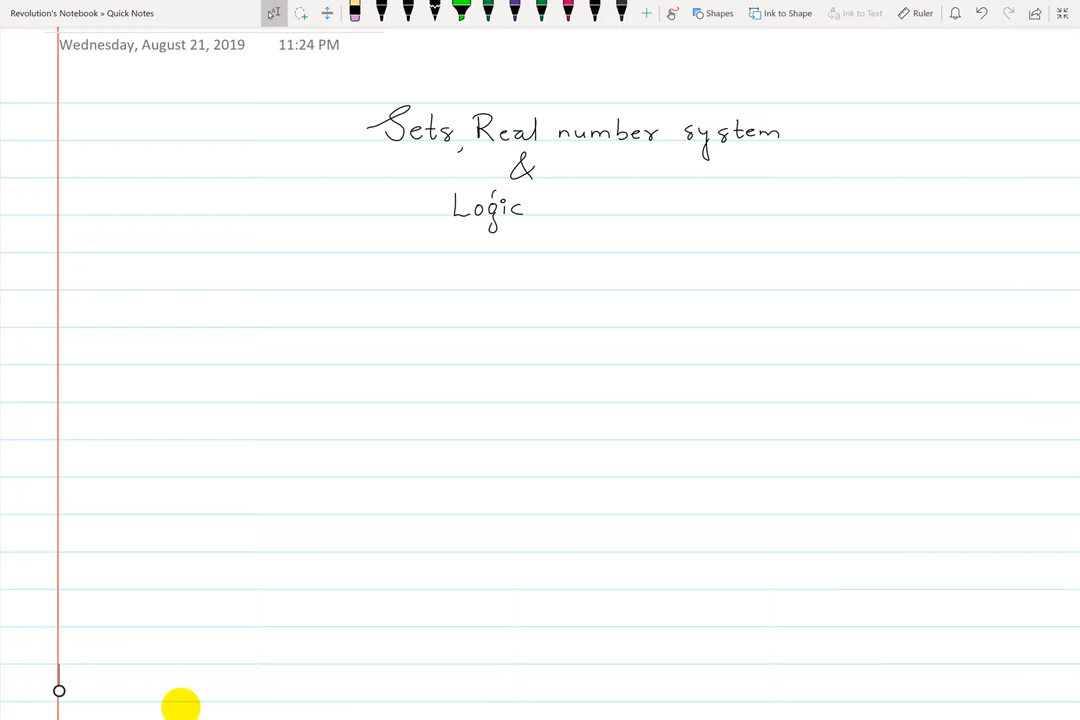 Revolution's Notebook » Quick Notes
Shapes
Ink to Shape
Ink to Text
Ruler
Wednesday, August 21, 2019 11:24 PM
Sets, Real number system
&
Logic